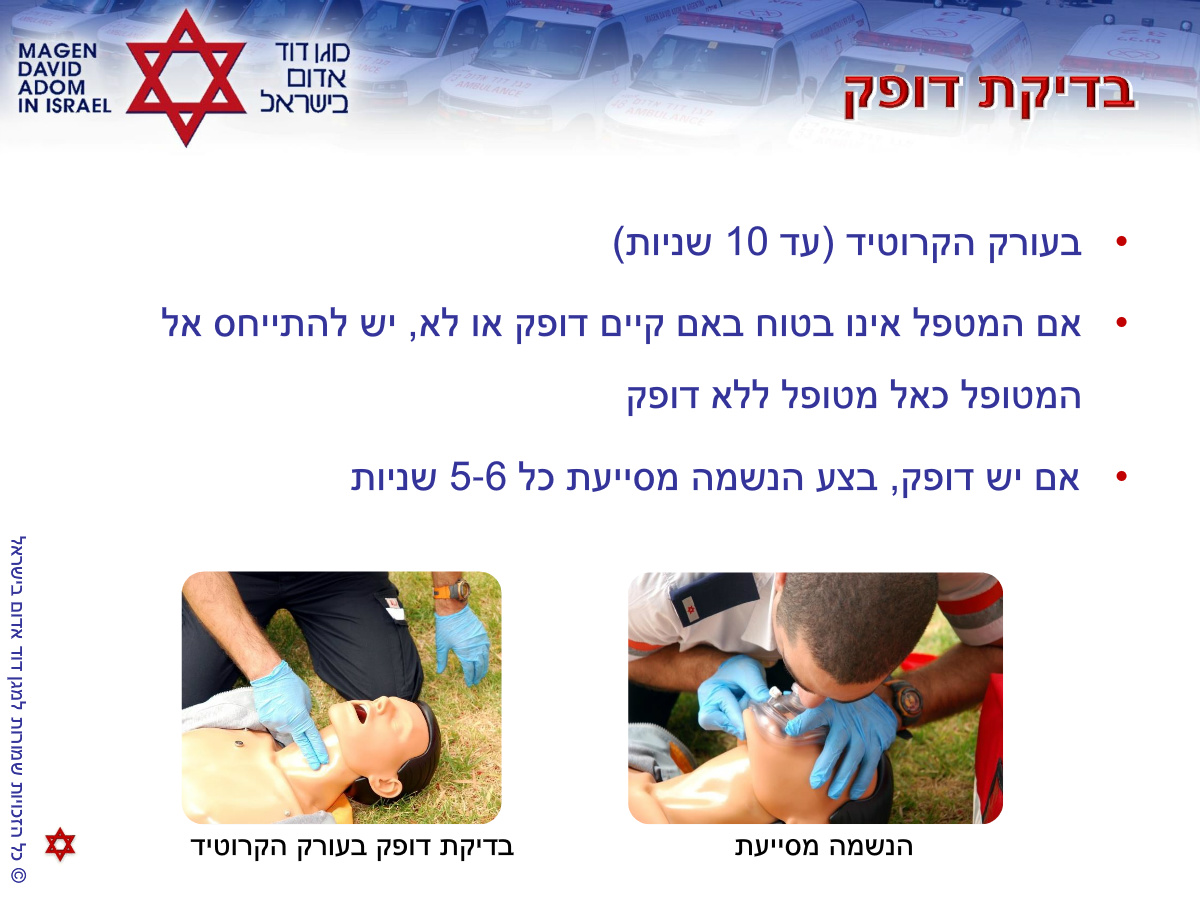 MAGEN
DAVID
ADOM
IN ISRAEL
מגן דוד
אדום
בישראל
בדיקת דופק
• בעורק הקרוטיד (עד 10 שניות)
• אם המטפל אינו בטוח באם קיים דופק או לא, יש להתייחס אל
המטופל כאל מטופל ללא דופק
• אם יש דופק, בצע הנשמה מסייעת כל 5-6 שניות
הנשמה מסייעת
בדיקת דופק בעורק הקרוטיד
© כל הזכויות שמורות למגן דוד אדום בישראל